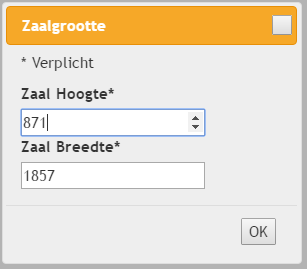 Zaalgrootte
* Verplicht
Zaal Hoogte*
871
Zaal Breedte*
1857
OK